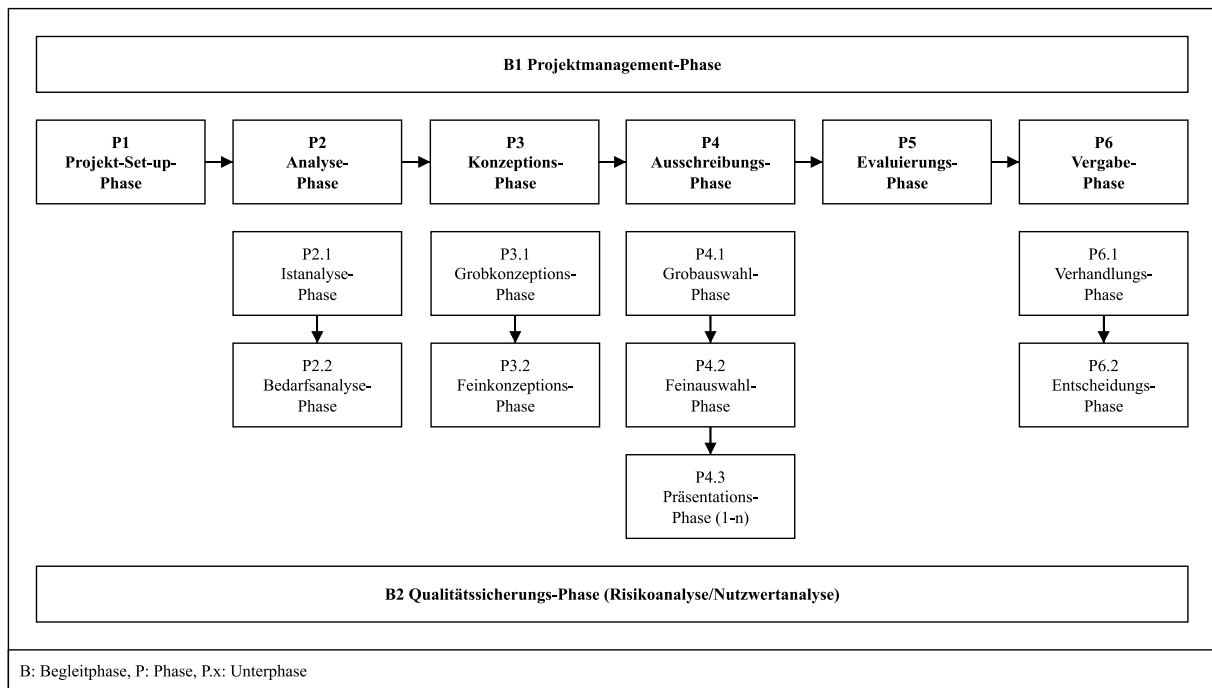 B1 Projektmanagement-Phase
P1
Projekt-Set-up-
Phase
P2
Analyse-
Phase
P3
Konzeptions-
Phase
P4
Ausschreibungs-
Phase
P5
Evaluierungs-
Phase
P6
Vergabe-
Phase
P2.1
Istanalyse-
Phase
P3.1
Grobkonzeptions-
Phase
P4.1
Grobauswahl-
Phase
P6.1
Verhandlungs-
Phase
P2.2
Bedarfsanalyse-
Phase
P3.2
Feinkonzeptions-
Phase
P4.2
Feinauswahl-
Phase
P6.2
Entscheidungs-
Phase
P4.3
Präsentations-
Phase (1-n)
B2 Qualitätssicherungs-Phase (Risikoanalyse/Nutzwertanalyse)
B: Begleitphase, P: Phase, P.x: Unterphase